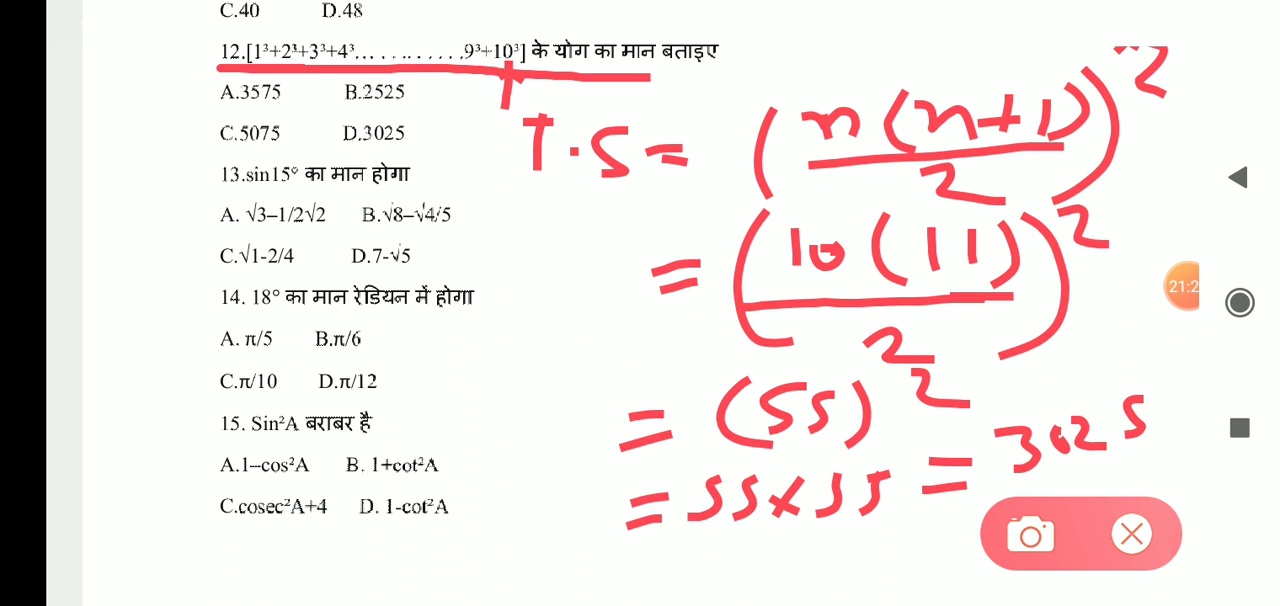 C.40 D.48
12.[1³+2³+3³+4³............9³+10³] के योग का मान बताइए
A.3575 B.2525
C.5075 D.3025
13.sin15° का मान होगा
A. √3–1/2√2 B.√8–√4/5
C.√1-2/4 D.7-√5
14. 18° का मान रेडियन में होगा
A. π/5 B.π/6
C.π/10 D.π/12
15. Sin²A बराबर है
A.1–cos²A B. 1+cot²A
C.cosec²A+4 D. 1-cot²A
T.S = (n(n+1)/2)²
= (10(11)/2)²
= (55)²
= 55×55 = 3025
21:2